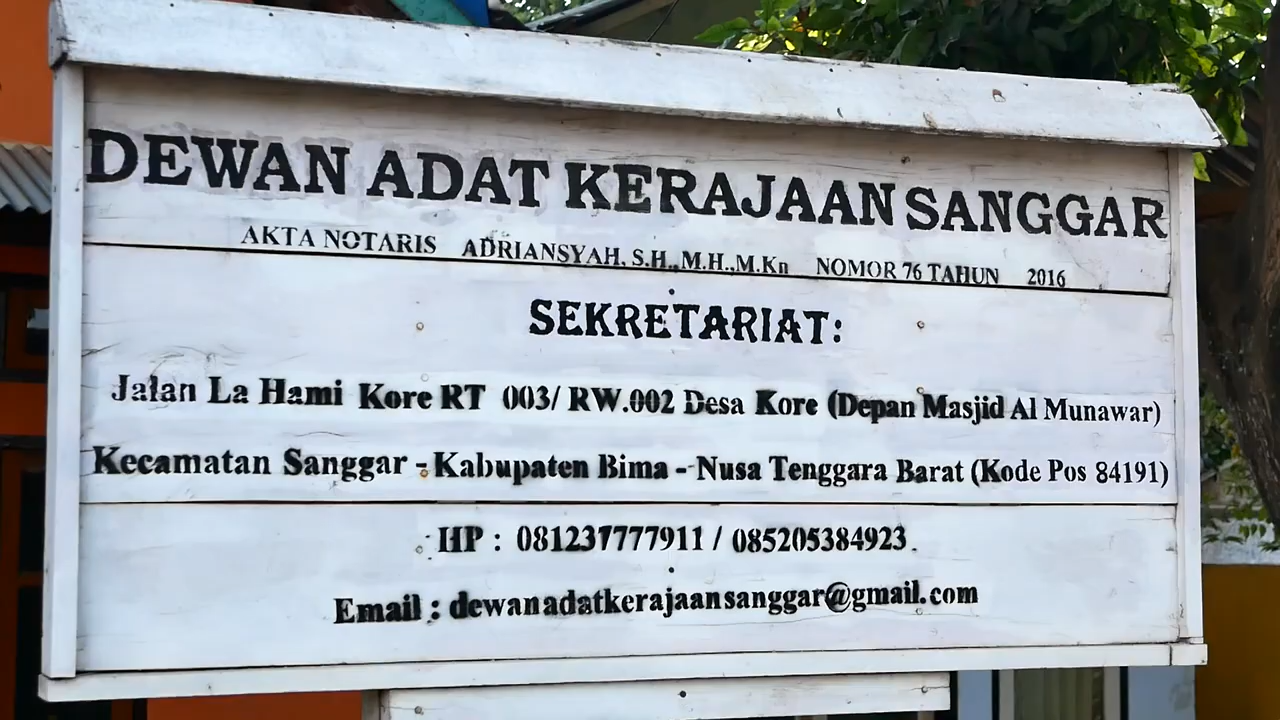 DEWAN ADAT KERAJAAN SANGGAR
AKTA NOTARIS ADRIANSYAH, S.H.,M.H.,M.Kn NOMOR 76 TAHUN 2016
SEKRETARIAT:
Jalan La Hami Kore RT 003/ RW.002 Desa Kore (Depan Masjid Al Munawar)
Kecamatan Sanggar - Kabupaten Bima - Nusa Tenggara Barat (Kode Pos 84191)
HP : 081237777911 / 085205384923.
Email : dewanadatkerajaansanggar@gmail.com